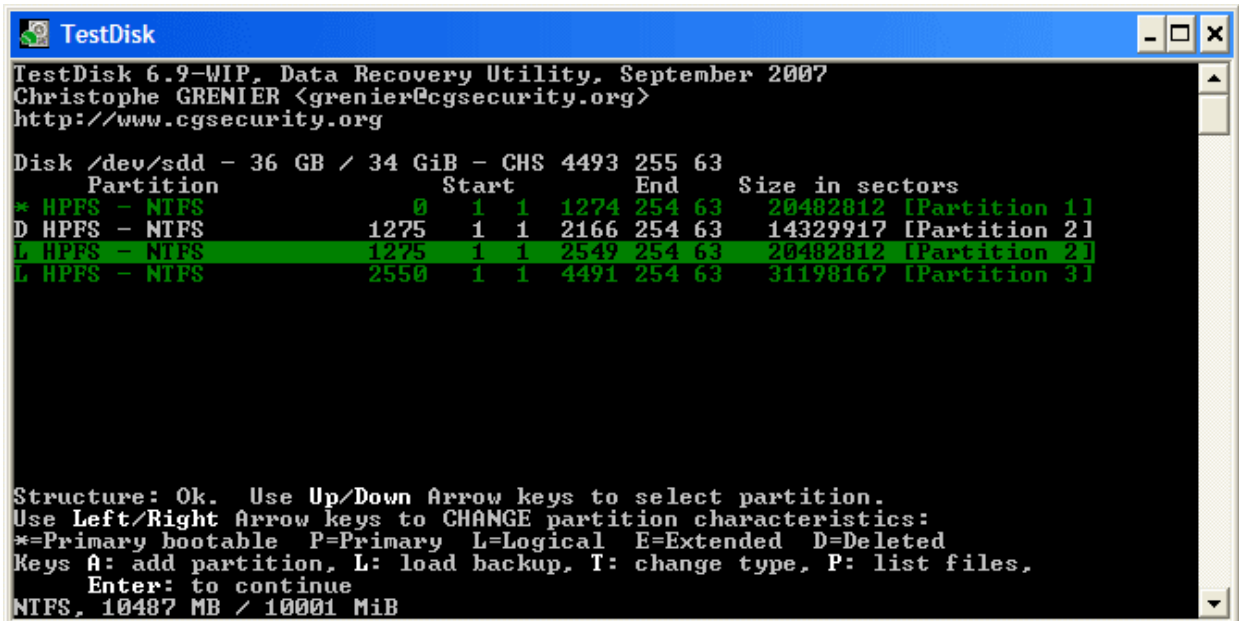 TestDisk
TestDisk 6.9-WIP, Data Recovery Utility, September 2007
Christophe GRENIER <grenier@cgsecurity.org>
http://www.cgsecurity.org
Disk /dev/sdd - 36 GB / 34 GiB - CHS 4493 255 63
     Partition                  Start        End    Size in sectors
* HPFS - NTFS              0   1  1  1274 254 63   20482812 [Partition 1]
D HPFS - NTFS           1275   1  1  2166 254 63   14329917 [Partition 2]
L HPFS - NTFS           1275   1  1  2549 254 63   20482812 [Partition 2]
L HPFS - NTFS           2550   1  1  4491 254 63   31198167 [Partition 3]
Structure: Ok.  Use Up/Down Arrow keys to select partition.
Use Left/Right Arrow keys to CHANGE partition characteristics:
*=Primary bootable  P=Primary  L=Logical  E=Extended  D=Deleted
Keys A: add partition, L: load backup, T: change type, P: list files,
     Enter: to continue
NTFS, 10487 MB / 10001 MiB